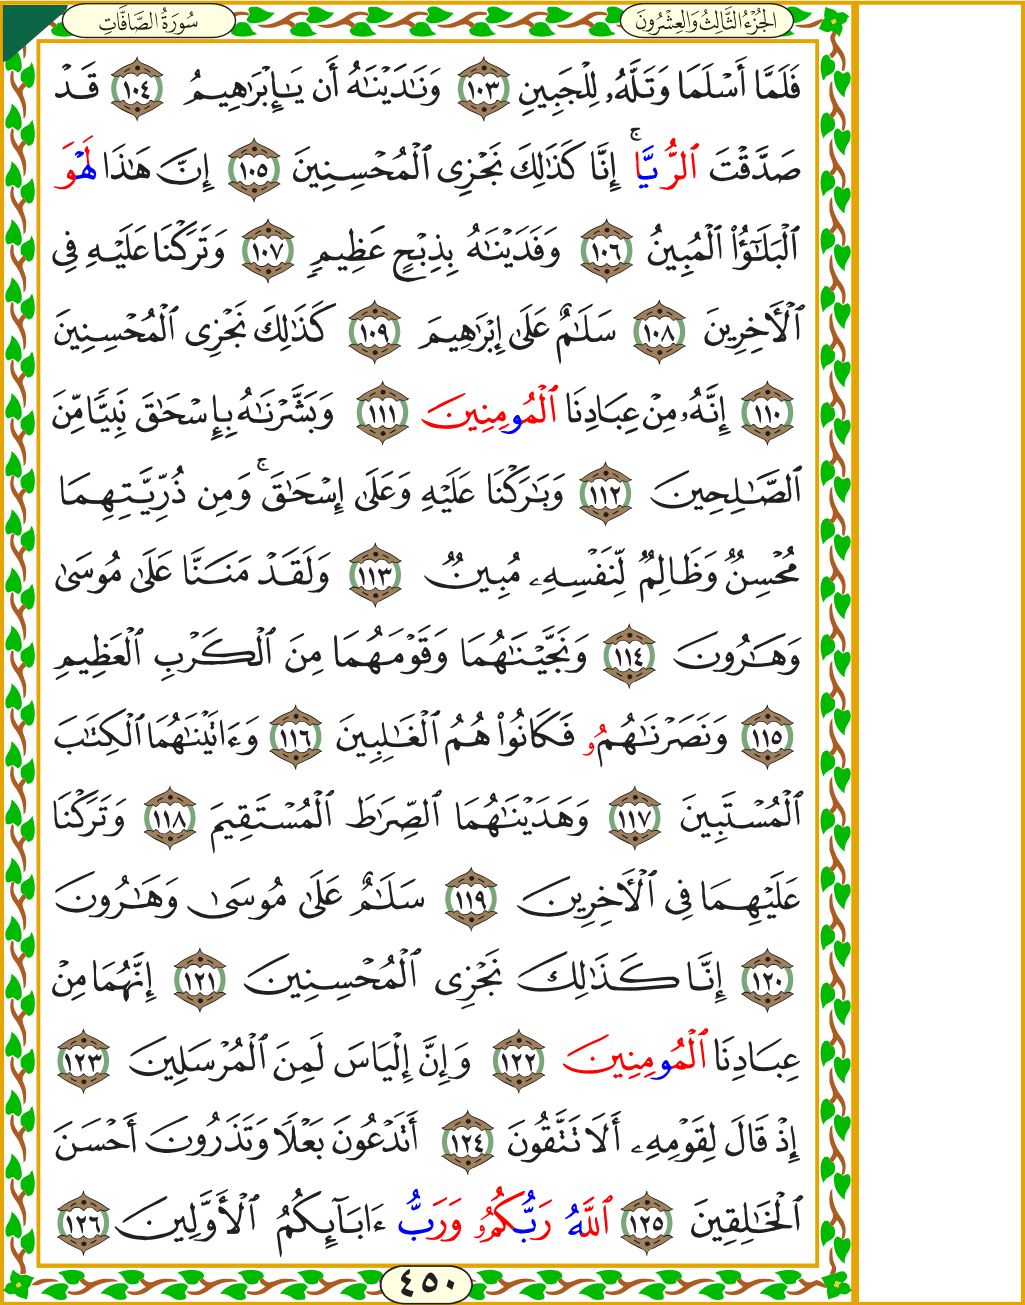 الجُزْءُ الثَّالِثُ وَالعِشْرُونَ سُورَةُ الصَّافَّاتِ
فَلَمَّا أَسْلَمَا وَتَلَّهُۥ لِلْجَبِينِ ١٠٣ وَنَٰدَيْنَٰهُ أَن يَٰإِبْرَٰهِيمُ ١٠٤ قَدْ
صَدَّقْتَ ٱلرُّيَّاۚ إِنَّا كَذَٰلِكَ نَجْزِى ٱلْمُحْسِنِينَ ١٠٥ إِنَّ هَٰذَا لَهْوَ
ٱلْبَلَٰٓؤُا۟ ٱلْمُبِينُ ١٠٦ وَفَدَيْنَٰهُ بِذِبْحٍ عَظِيمٍ ١٠٧ وَتَرَكْنَا عَلَيْهِ فِى
ٱلْأَخِرِينَ ١٠٨ سَلَٰمٌ عَلَىٰ إِبْرَٰهِيمَ ١٠٩ كَذَٰلِكَ نَجْزِى ٱلْمُحْسِنِينَ
١١٠ إِنَّهُۥ مِنْ عِبَادِنَا ٱلْمُومِنِينَ ١١١ وَبَشَّرْنَٰهُ بِإِسْحَٰقَ نَبِيًّا مِّنَ
ٱلصَّٰلِحِينَ ١١٢ وَبَٰرَكْنَا عَلَيْهِ وَعَلَىٰ إِسْحَٰقَۚ وَمِن ذُرِّيَّتِهِمَا
مُحْسِنٌ وَظَالِمٌ لِّنَفْسِهِۦ مُبِينٌ ١١٣ وَلَقَدْ مَنَنَّا عَلَىٰ مُوسَىٰ
وَهَٰرُونَ ١١٤ وَنَجَّيْنَٰهُمَا وَقَوْمَهُمَا مِنَ ٱلْكَرْبِ ٱلْعَظِيمِ
١١٥ وَنَصَرْنَٰهُمُۥ فَكَانُوا۟ هُمُ ٱلْغَٰلِبِينَ ١١٦ وَءَاتَيْنَٰهُمَا ٱلْكِتَٰبَ
ٱلْمُسْتَبِينَ ١١٧ وَهَدَيْنَٰهُمَا ٱلصِّرَٰطَ ٱلْمُسْتَقِيمَ ١١٨ وَتَرَكْنَا
عَلَيْهِمَا فِى ٱلْأَخِرِينَ ١١٩ سَلَٰمٌ عَلَىٰ مُوسَىٰ وَهَٰرُونَ
١٢٠ إِنَّا كَذَٰلِكَ نَجْزِى ٱلْمُحْسِنِينَ ١٢١ إِنَّهُمَا مِنْ
عِبَادِنَا ٱلْمُومِنِينَ ١٢٢ وَإِنَّ إِلْيَاسَ لَمِنَ ٱلْمُرْسَلِينَ ١٢٣
إِذْ قَالَ لِقَوْمِهِۦ أَلَا تَتَّقُونَ ١٢٤ أَتَدْعُونَ بَعْلًا وَتَذَرُونَ أَحْسَنَ
ٱلْخَٰلِقِينَ ١٢٥ ٱللَّهُ رَبُّكُمُۥ وَرَبُّ ءَابَآئِكُمُ ٱلْأَوَّلِينَ ١٢٦
٤٥٠